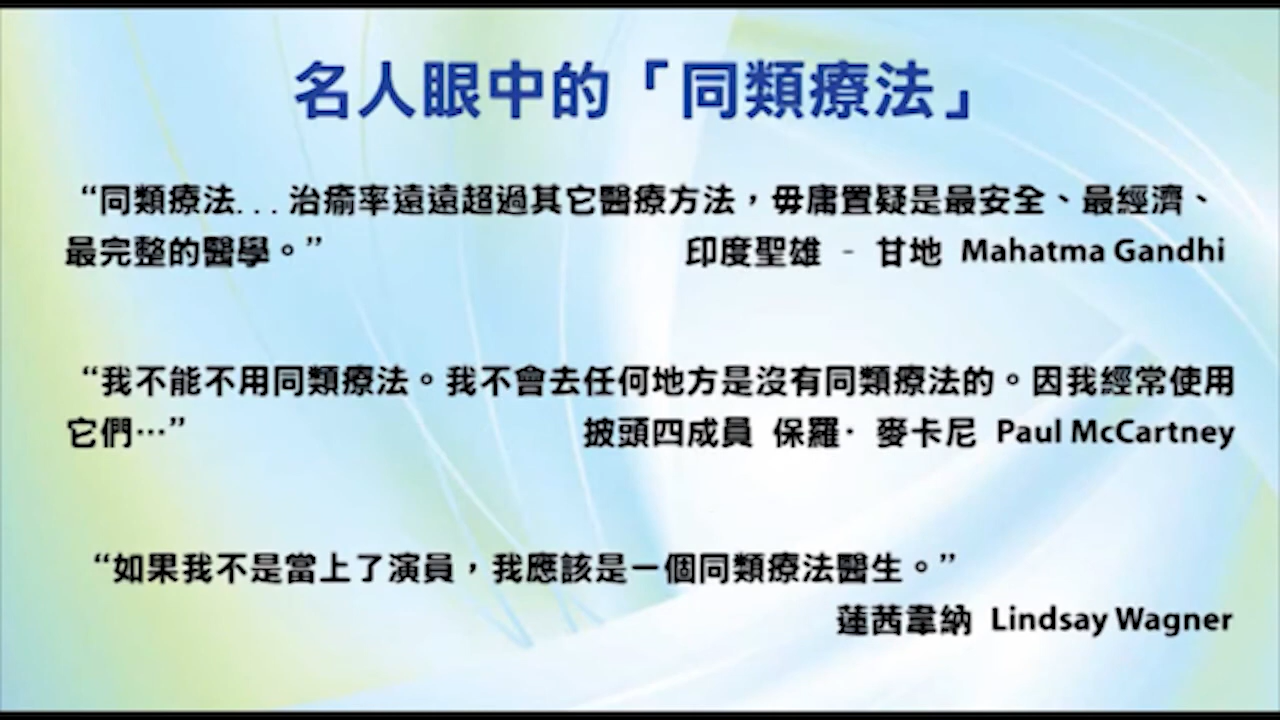 名人眼中的「同類療法」
“同類療法...治癒率遠遠超過其它醫療方法，毋庸置疑是最安全、最經濟、
最完整的醫學。” 印度聖雄 - 甘地 Mahatma Gandhi
“我不能不用同類療法。我不會去任何地方是沒有同類療法的。因我經常使用
它們…” 披頭四成員 保羅· 麥卡尼 Paul McCartney
“如果我不是當上了演員，我應該是一個同類療法醫生。”
蓮茜韋納 Lindsay Wagner